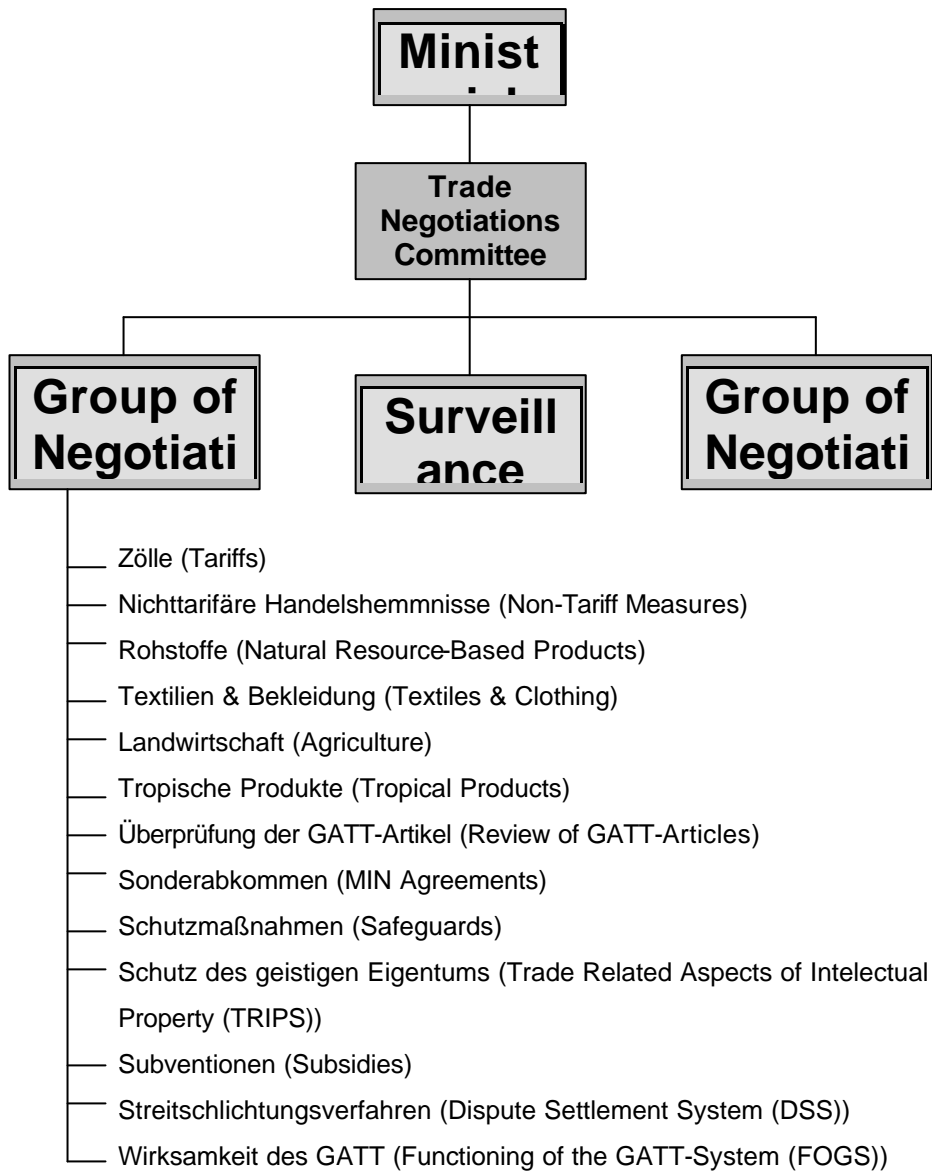 Minist
Trade
Negotiations
Committee
Group of
Negotiati
Surveill
ance
Group of
Negotiati
Zölle (Tariffs)
Nichttarifäre Handelshemmnisse (Non-Tariff Measures)
Rohstoffe (Natural Resource-Based Products)
Textilien & Bekleidung (Textiles & Clothing)
Landwirtschaft (Agriculture)
Tropische Produkte (Tropical Products)
Überprüfung der GATT-Artikel (Review of GATT-Articles)
Sonderabkommen (MIN Agreements)
Schutzmaßnahmen (Safeguards)
Schutz des geistigen Eigentums (Trade Related Aspects of Intelectual
Property (TRIPS))
Subventionen (Subsidies)
Streitschlichtungsverfahren (Dispute Settlement System (DSS))
Wirksamkeit des GATT (Functioning of the GATT-System (FOGS))